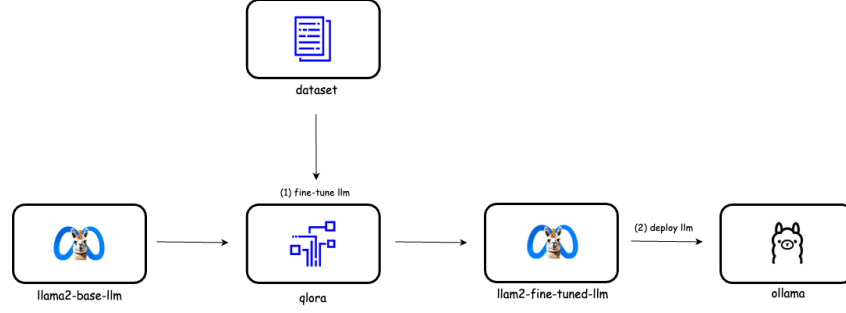 dataset
(1) fine-tune llm
(2) deploy llm
llama2-base-llm
qlora
llam2-fine-tuned-llm
ollama